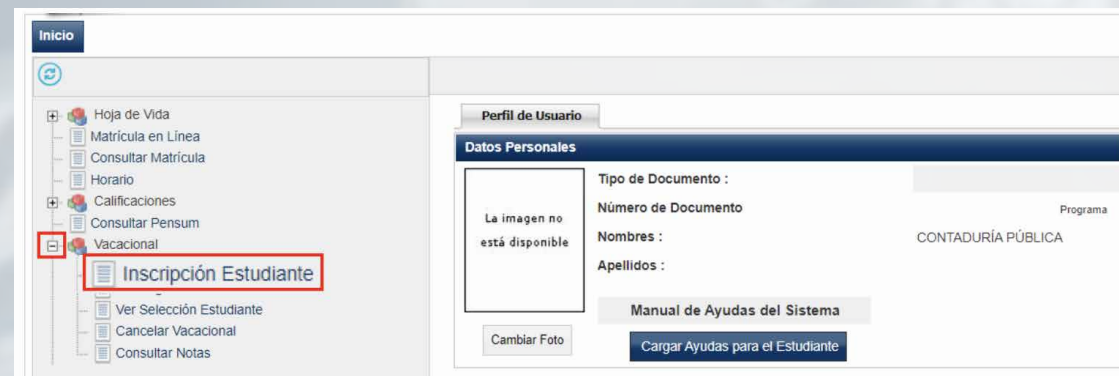 Inicio
Hoja de Vida
Matrícula en Línea
Consultar Matrícula
Horario
Calificaciones
Consultar Pensum
Vacacional
Inscripción Estudiante
Ver Selección Estudiante
Cancelar Vacacional
Consultar Notas
Perfil de Usuario
Datos Personales
La imagen no
está disponible
Cambiar Foto
Tipo de Documento :
Número de Documento
Programa
Nombres :
CONTADURÍA PÚBLICA
Apellidos :
Manual de Ayudas del Sistema
Cargar Ayudas para el Estudiante